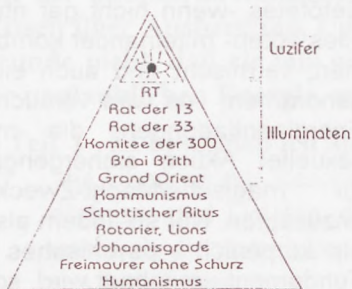 Luzifer
RT
Rat der 13
Rat der 33
Illuminaten
Komitee der 300
B'nai B'rith
Grand Orient
Kommunismus
Schottischer Ritus
Rotarier, Lions
Johannisgrade
Freimaurer ohne Schurz
Humanismus